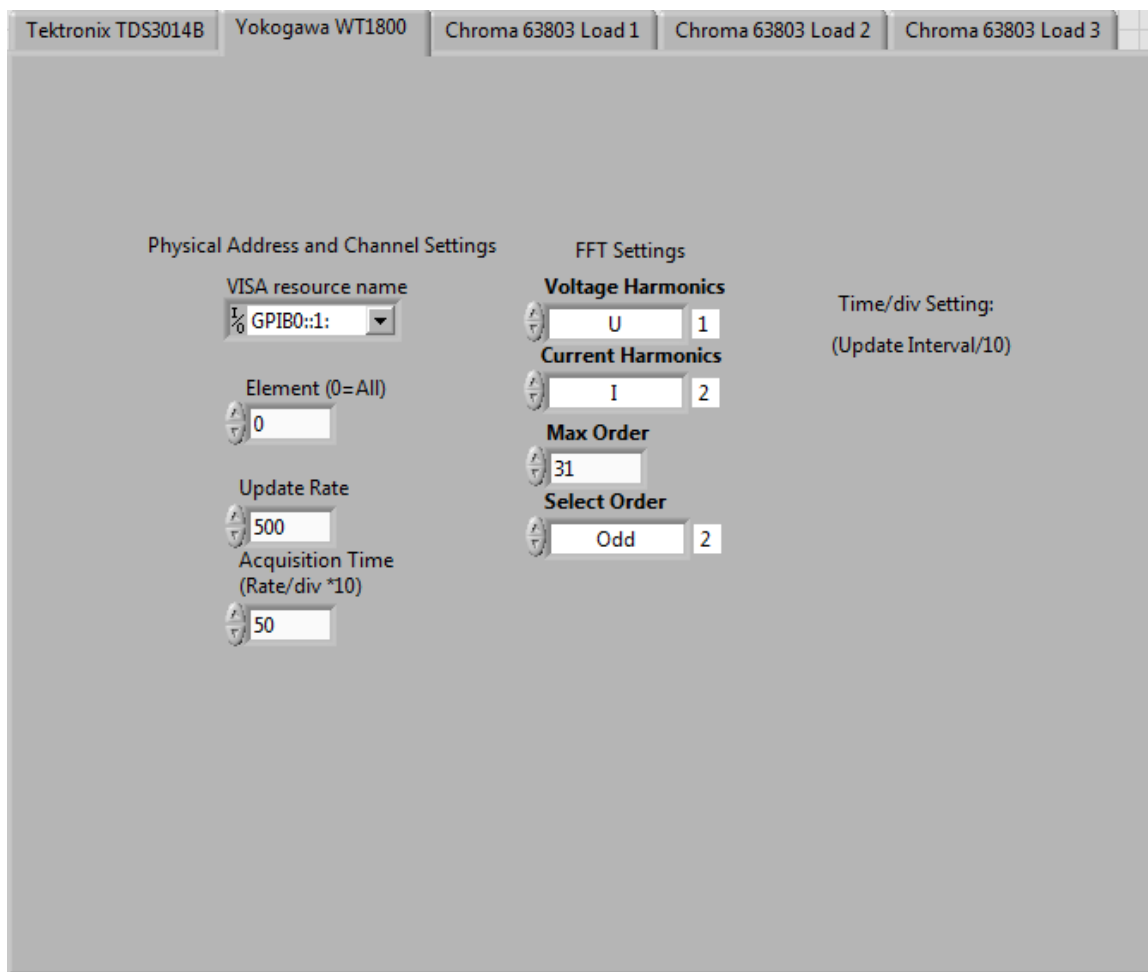 Tektronix TDS3014B
Yokogawa WT1800
Chroma 63803 Load 1
Chroma 63803 Load 2
Chroma 63803 Load 3
Physical Address and Channel Settings
VISA resource name
I/O GPIB0::1:
Element (0=All)
0
Update Rate
500
Acquisition Time
(Rate/div *10)
50
FFT Settings
Voltage Harmonics
U 1
Current Harmonics
I 2
Max Order
31
Select Order
Odd 2
Time/div Setting:
(Update Interval/10)